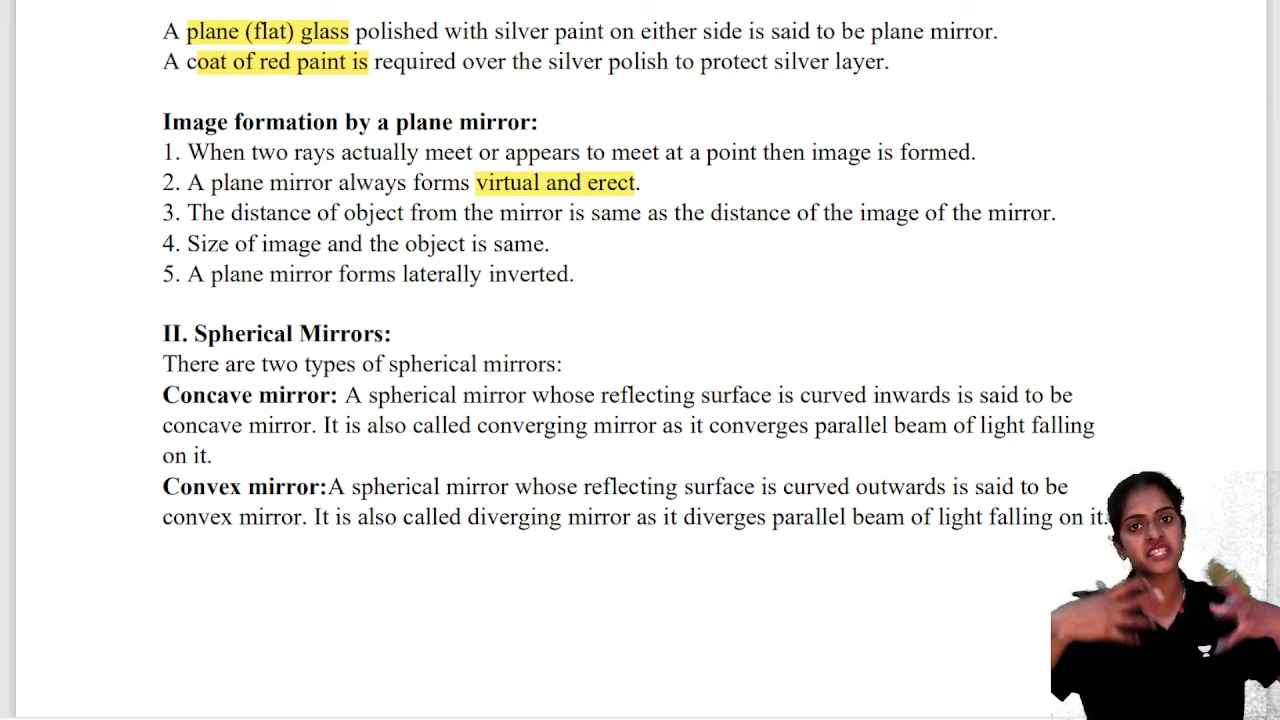 A plane (flat) glass polished with silver paint on either side is said to be plane mirror.
A coat of red paint is required over the silver polish to protect silver layer.
Image formation by a plane mirror:
1. When two rays actually meet or appears to meet at a point then image is formed.
2. A plane mirror always forms virtual and erect.
3. The distance of object from the mirror is same as the distance of the image of the mirror.
4. Size of image and the object is same.
5. A plane mirror forms laterally inverted.
II. Spherical Mirrors:
There are two types of spherical mirrors:
Concave mirror: A spherical mirror whose reflecting surface is curved inwards is said to be
concave mirror. It is also called converging mirror as it converges parallel beam of light falling
on it.
Convex mirror:A spherical mirror whose reflecting surface is curved outwards is said to be
convex mirror. It is also called diverging mirror as it diverges parallel beam of light falling on it.